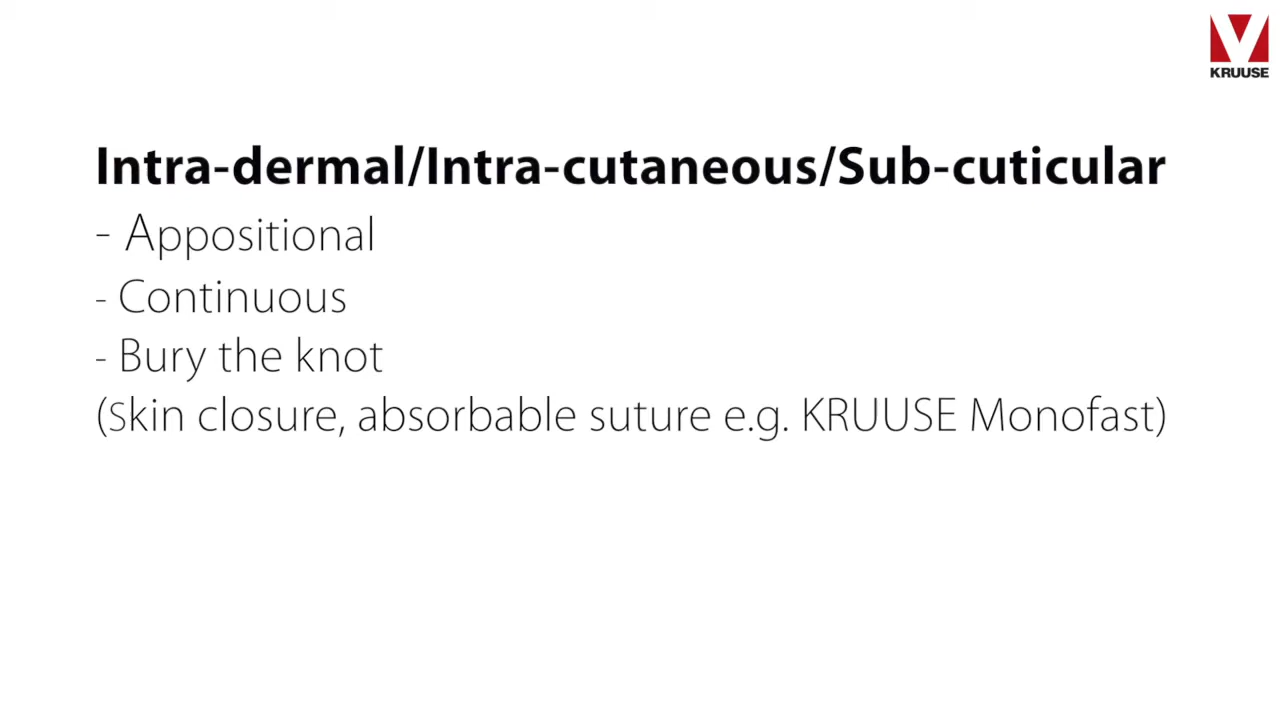 KRUUSE
Intra-dermal/Intra-cutaneous/Sub-cuticular
- Appositional
- Continuous
- Bury the knot
(Skin closure, absorbable suture e.g. KRUUSE Monofast)